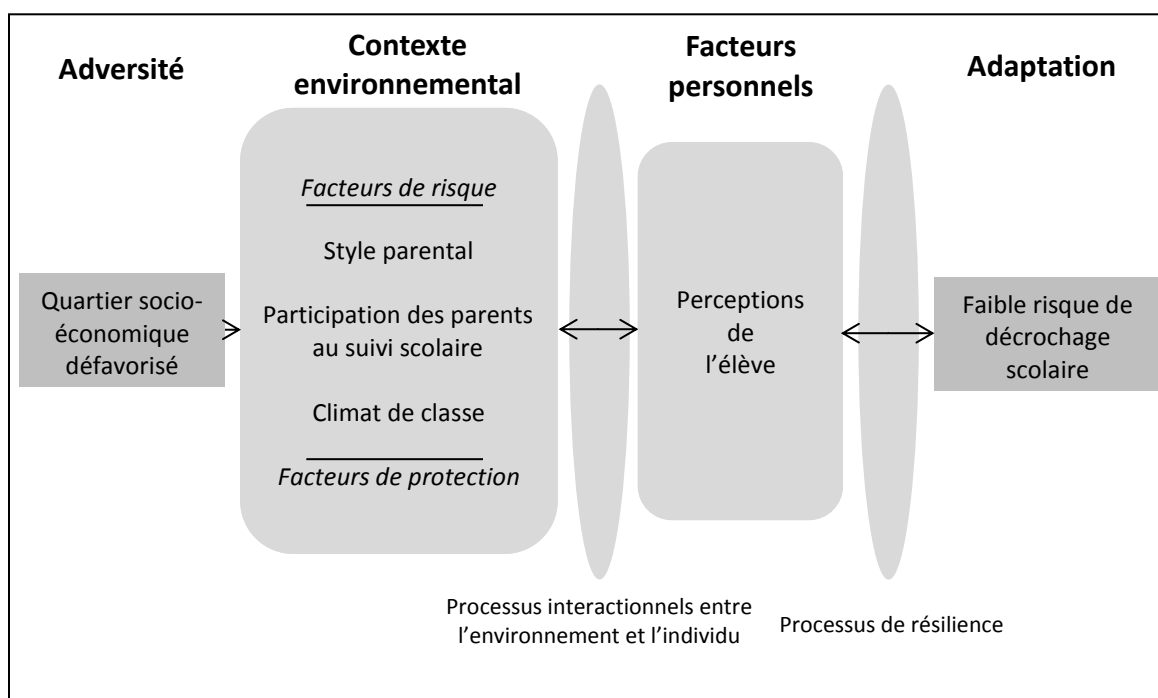 Adversité
Contexte
environnemental
Facteurs
personnels
Adaptation
Quartier socio-
économique
défavorisé
Facteurs de risque
Style parental
Participation des parents
au suivi scolaire
Climat de classe
Facteurs de protection
Perceptions
de
l'élève
Faible risque de
décrochage
scolaire
Processus interactionnels entre
l'environnement et l'individu
Processus de résilience